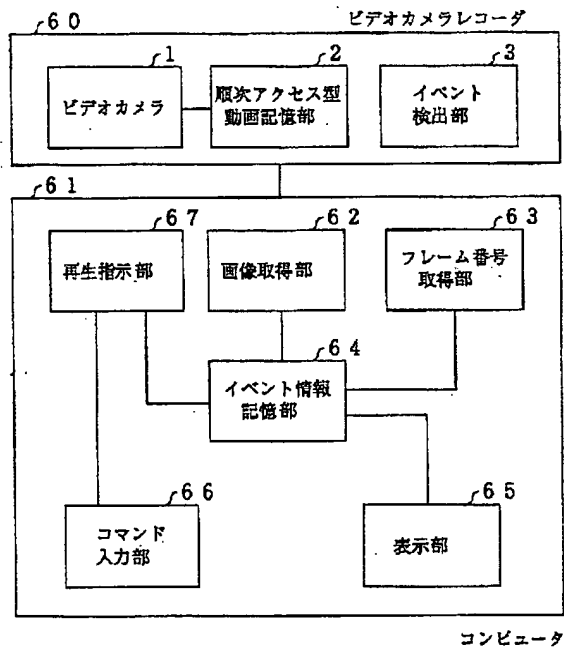 60
ビデオカメラレコーダ
1
2
3
ビデオカメラ
順次アクセス型
動画記憶部
イベント
検出部
61
67
62
63
再生指示部
画像取得部
フレーム番号
取得部
64
イベント情報
記憶部
66
65
コマンド
入力部
表示部
コンピュータ